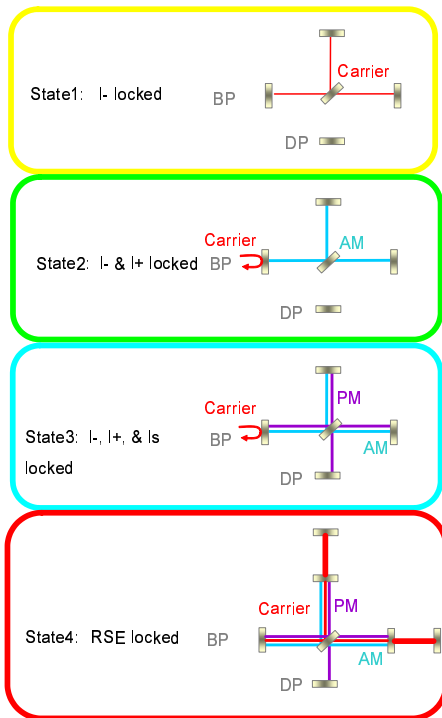 Carrier
State1: I- locked
BP
DP
Carrier
AM
State2: I- & I+ locked
BP
DP
PM
Carrier
State3: I-, I+, & Is
BP
AM
locked
DP
PM
Carrier
State4: RSE locked
BP
AM
DP